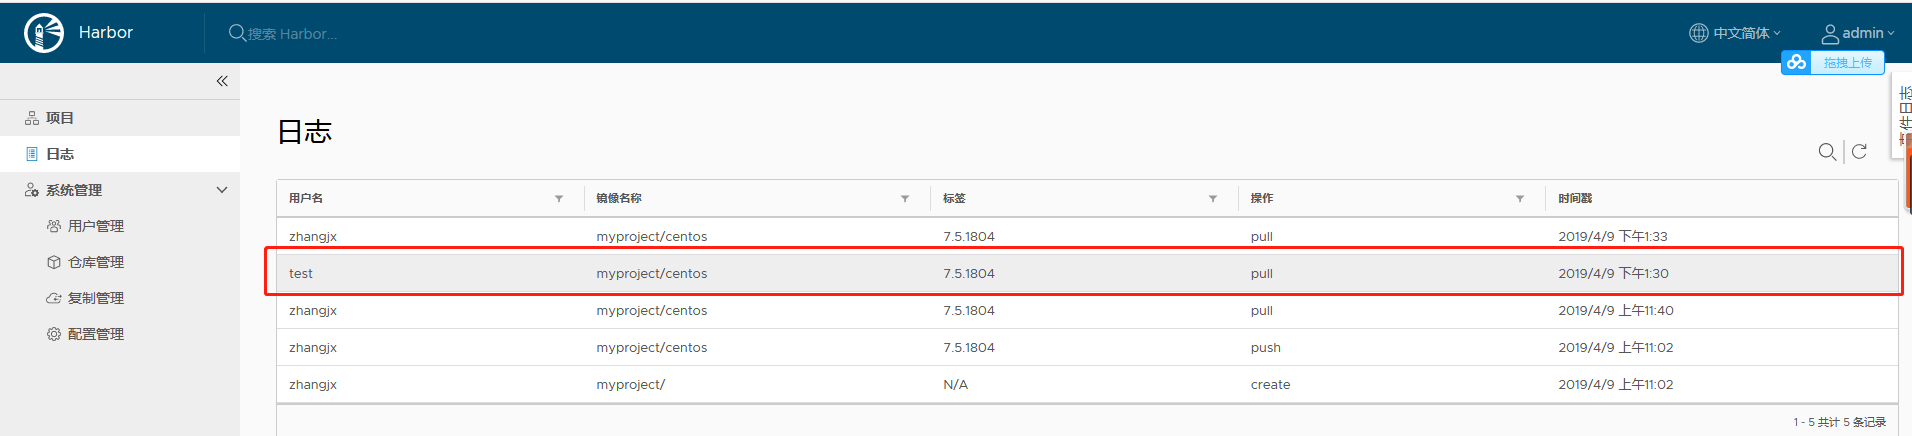 Harbor
搜索 Harbor...
中文简体
admin
拖拽上传
项目
日志
系统管理
用户管理
仓库管理
复制管理
配置管理
日志
件日志
用户名 镜像名称 标签 操作 时间戳
zhangjx myproject/centos 7.5.1804 pull 2019/4/9 下午1:33
test myproject/centos 7.5.1804 pull 2019/4/9 下午1:30
zhangjx myproject/centos 7.5.1804 pull 2019/4/9 上午11:40
zhangjx myproject/centos 7.5.1804 push 2019/4/9 上午11:02
zhangjx myproject/ N/A create 2019/4/9 上午11:02
1 - 5 共计 5 条记录